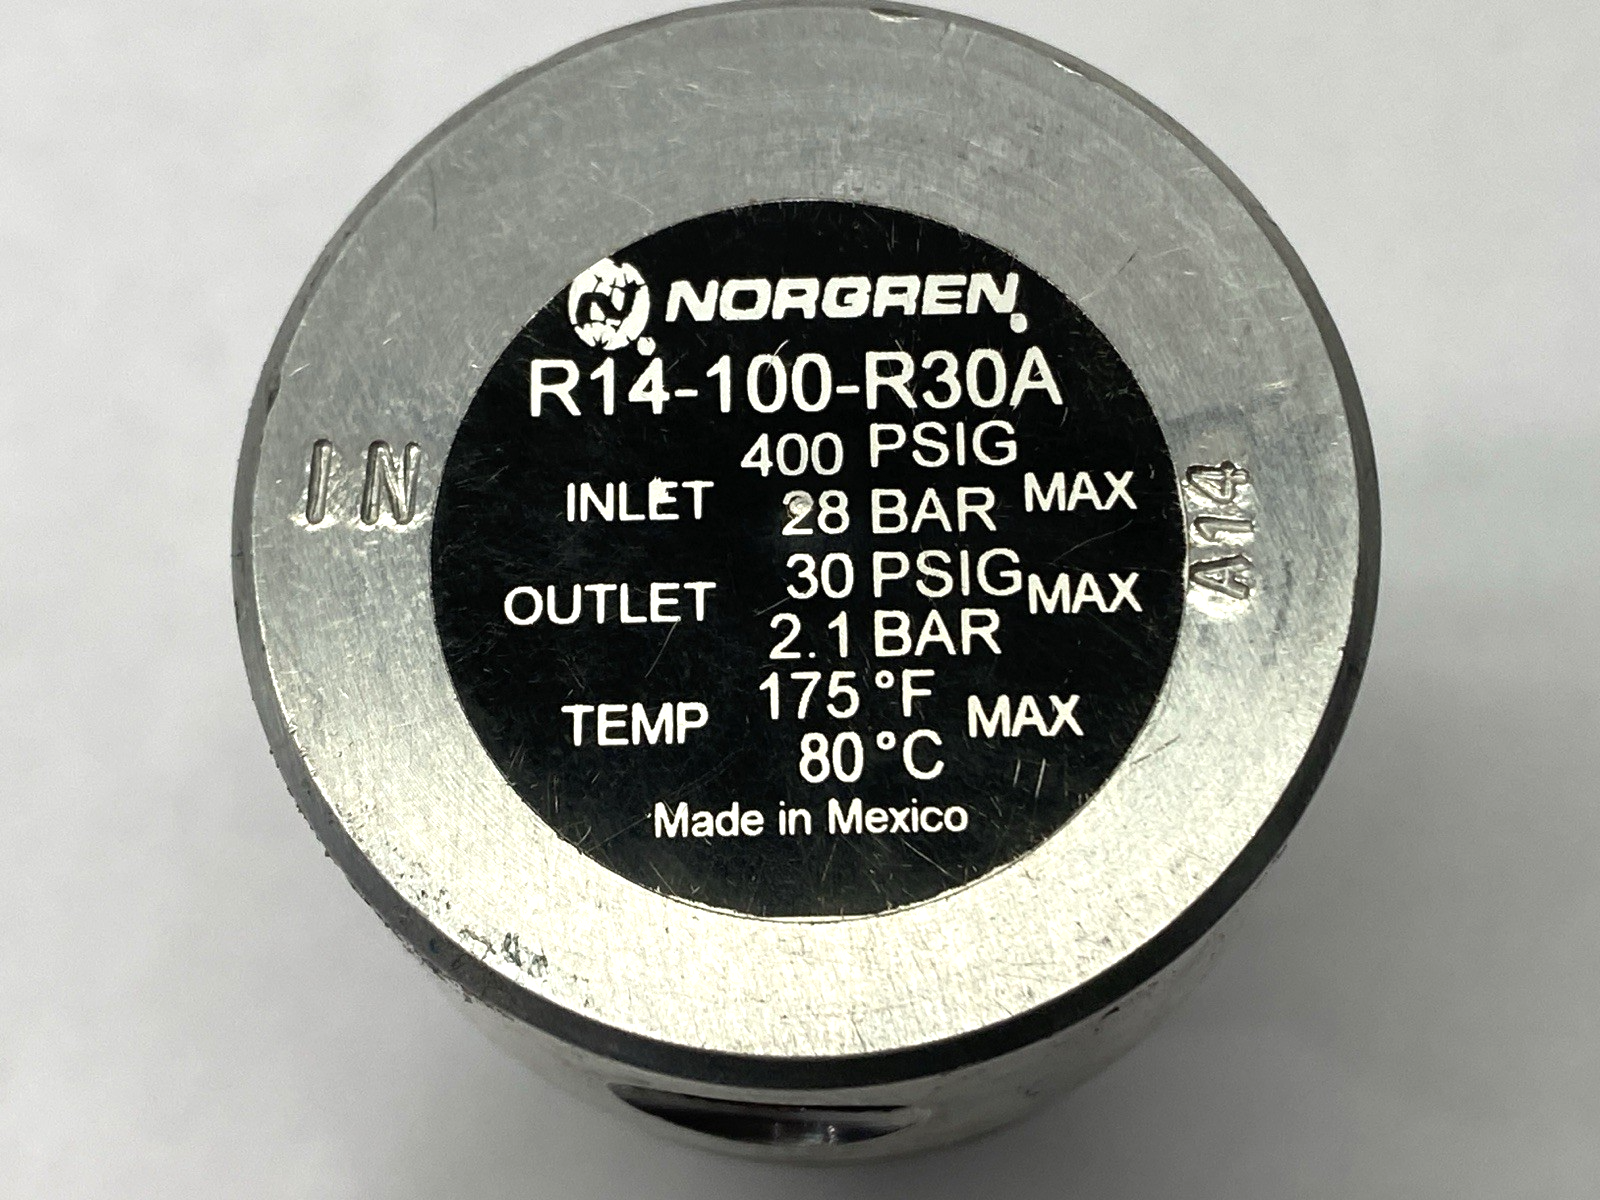 N NORGREN
R14-100-R30A
400 PSIG
INLET MAX
28 BAR
30 PSIG
OUTLET MAX
2.1 BAR
175 °F
TEMP MAX
80 °C
Made in Mexico
IN
A14